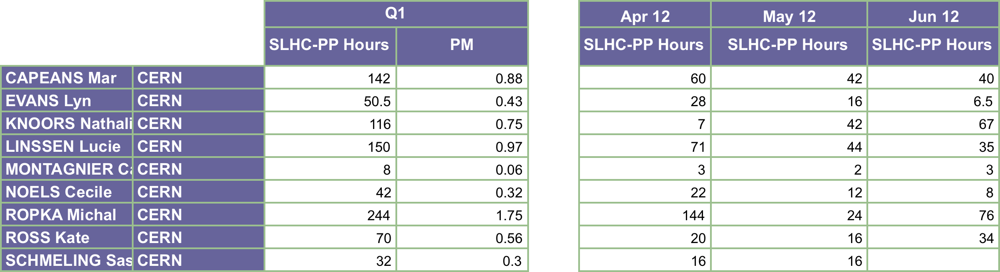 Q1 Apr 12 May 12 Jun 12
SLHC-PP Hours PM SLHC-PP Hours SLHC-PP Hours SLHC-PP Hours
CAPEANS Mar CERN 142 0.88 60 42 40
EVANS Lyn CERN 50.5 0.43 28 16 6.5
KNOORS Nathali CERN 116 0.75 7 42 67
LINSSEN Lucie CERN 150 0.97 71 44 35
MONTAGNIER Ca CERN 8 0.06 3 2 3
NOELS Cecile CERN 42 0.32 22 12 8
ROPKA Michal CERN 244 1.75 144 24 76
ROSS Kate CERN 70 0.56 20 16 34
SCHMELING Sas CERN 32 0.3 16 16